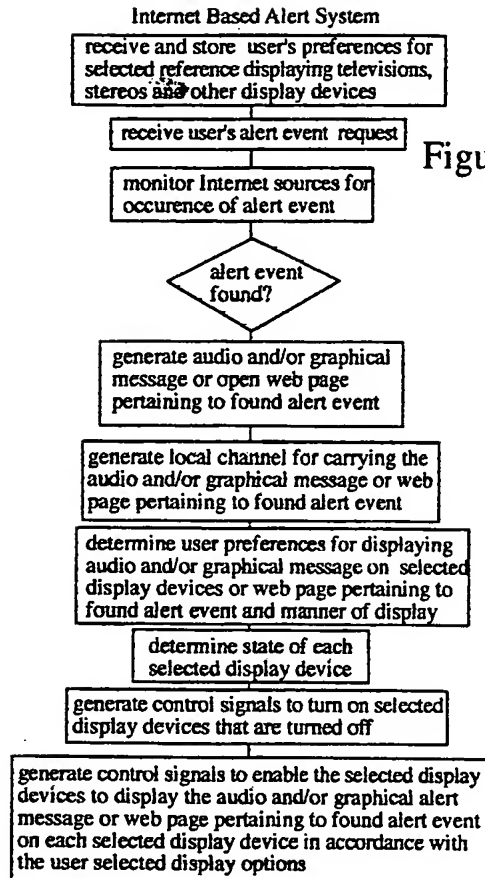 Internet Based Alert System
receive and store user's preferences for
selected reference displaying televisions,
stereos and other display devices
receive user's alert event request
Figu
monitor Internet sources for
occurence of alert event
alert event
found?
generate audio and/or graphical
message or open web page
pertaining to found alert event
generate local channel for carrying the
audio and/or graphical message or web
page pertaining to found alert event
determine user preferences for displaying
audio and/or graphical message on selected
display devices or web page pertaining to
found alert event and manner of display
determine state of each
selected display device
generate control signals to turn on selected
display devices that are turned off
generate control signals to enable the selected display
devices to display the audio and/or graphical alert
message or web page pertaining to found alert event
on each selected display device in accordance with
the user selected display options